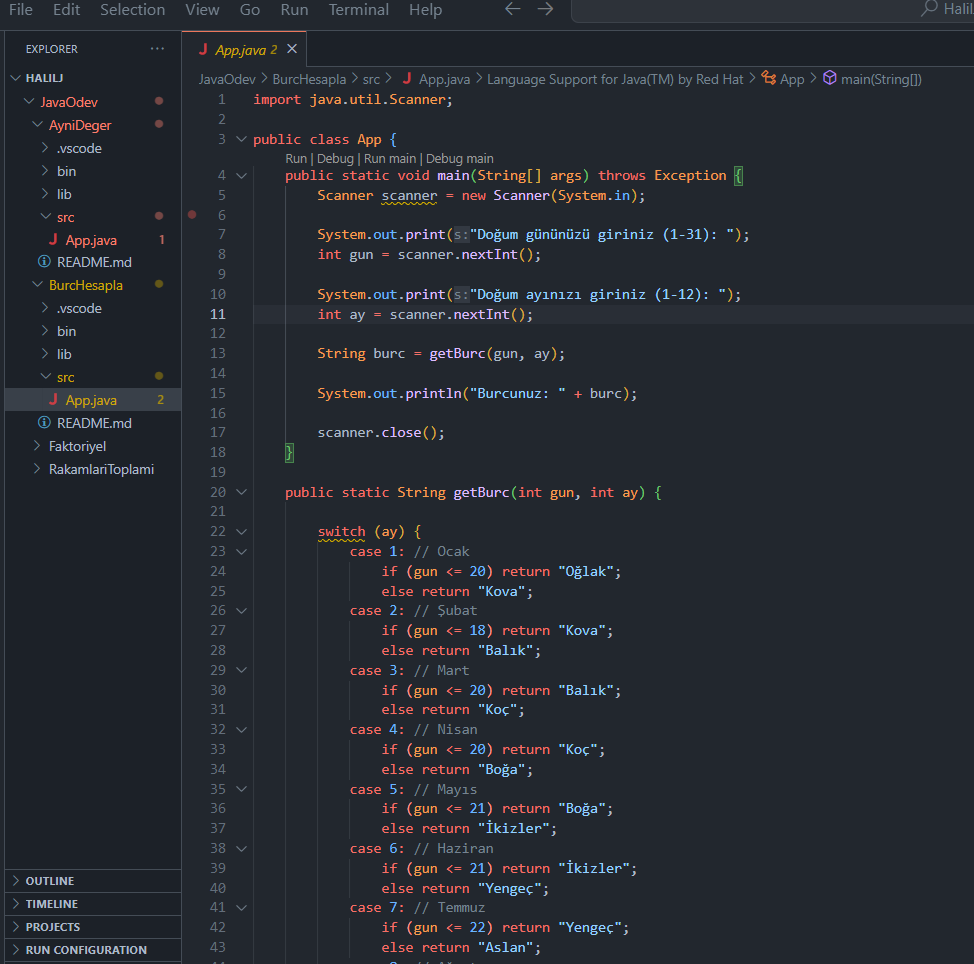 File Edit Selection View Go Run Terminal Help
Halil
EXPLORER ...
HALILJ
JavaOdev
AyniDeger
.vscode
bin
lib
src
App.java 1
README.md
BurcHesapla
.vscode
bin
lib
src
App.java 2
README.md
Faktoriyel
RakamlariToplami
OUTLINE
TIMELINE
PROJECTS
RUN CONFIGURATION
App.java 2
JavaOdev > BurcHesapla > src > App.java > Language Support for Java(TM) by Red Hat > App > main(String[])
1 import java.util.Scanner;
2
3 public class App {
Run | Debug | Run main | Debug main
4 public static void main(String[] args) throws Exception {
5 Scanner scanner = new Scanner(System.in);
6
7 System.out.print(s:"Doğum gününüzü giriniz (1-31): ");
8 int gun = scanner.nextInt();
9
10 System.out.print(s:"Doğum ayınızı giriniz (1-12): ");
11 int ay = scanner.nextInt();
12
13 String burc = getBurc(gun, ay);
14
15 System.out.println("Burcunuz: " + burc);
16
17 scanner.close();
18 }
19
20 public static String getBurc(int gun, int ay) {
21
22 switch (ay) {
23 case 1: // Ocak
24 if (gun <= 20) return "Oğlak";
25 else return "Kova";
26 case 2: // Şubat
27 if (gun <= 18) return "Kova";
28 else return "Balık";
29 case 3: // Mart
30 if (gun <= 20) return "Balık";
31 else return "Koç";
32 case 4: // Nisan
33 if (gun <= 20) return "Koç";
34 else return "Boğa";
35 case 5: // Mayıs
36 if (gun <= 21) return "Boğa";
37 else return "İkizler";
38 case 6: // Haziran
39 if (gun <= 21) return "İkizler";
40 else return "Yengeç";
41 case 7: // Temmuz
42 if (gun <= 22) return "Yengeç";
43 else return "Aslan";